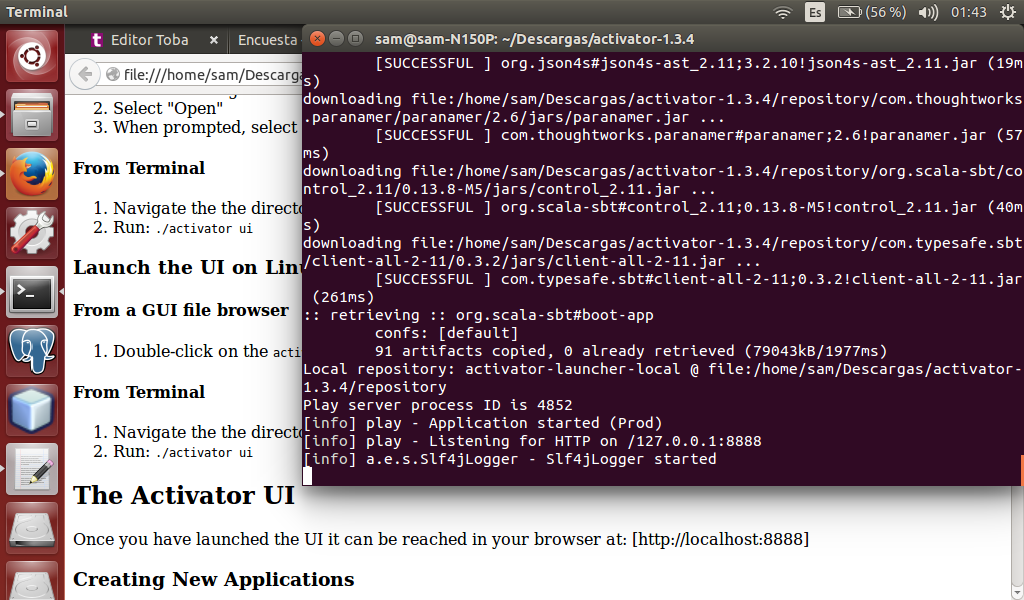 Terminal
Es
(56 %)
01:43
Editor Toba ×
Encuesta
sam@sam-N150P: ~/Descargas/activator-1.3.4
file:///home/sam/Descarga
2. Select "Open"
3. When prompted, select
From Terminal
1. Navigate the the directo
2. Run: ./activator ui
Launch the UI on Linu
From a GUI file browser
1. Double-click on the acti
From Terminal
1. Navigate the the directo
2. Run: ./activator ui
The Activator UI
Once you have launched the UI it can be reached in your browser at: [http://localhost:8888]
Creating New Applications
[SUCCESSFUL ] org.json4s#json4s-ast_2.11;3.2.10!json4s-ast_2.11.jar (19m
s)
downloading file:/home/sam/Descargas/activator-1.3.4/repository/com.thoughtworks
.paranamer/paranamer/2.6/jars/paranamer.jar ...
[SUCCESSFUL ] com.thoughtworks.paranamer#paranamer;2.6!paranamer.jar (57
ms)
downloading file:/home/sam/Descargas/activator-1.3.4/repository/org.scala-sbt/co
ntrol_2.11/0.13.8-M5/jars/control_2.11.jar ...
[SUCCESSFUL ] org.scala-sbt#control_2.11;0.13.8-M5!control_2.11.jar (40m
s)
downloading file:/home/sam/Descargas/activator-1.3.4/repository/com.typesafe.sbt
/client-all-2-11/0.3.2/jars/client-all-2-11.jar ...
[SUCCESSFUL ] com.typesafe.sbt#client-all-2-11;0.3.2!client-all-2-11.jar
(261ms)
:: retrieving :: org.scala-sbt#boot-app
confs: [default]
91 artifacts copied, 0 already retrieved (79043kB/1977ms)
Local repository: activator-launcher-local @ file:/home/sam/Descargas/activator-
1.3.4/repository
Play server process ID is 4852
[info] play - Application started (Prod)
[info] play - Listening for HTTP on /127.0.0.1:8888
[info] a.e.s.Slf4jLogger - Slf4jLogger started